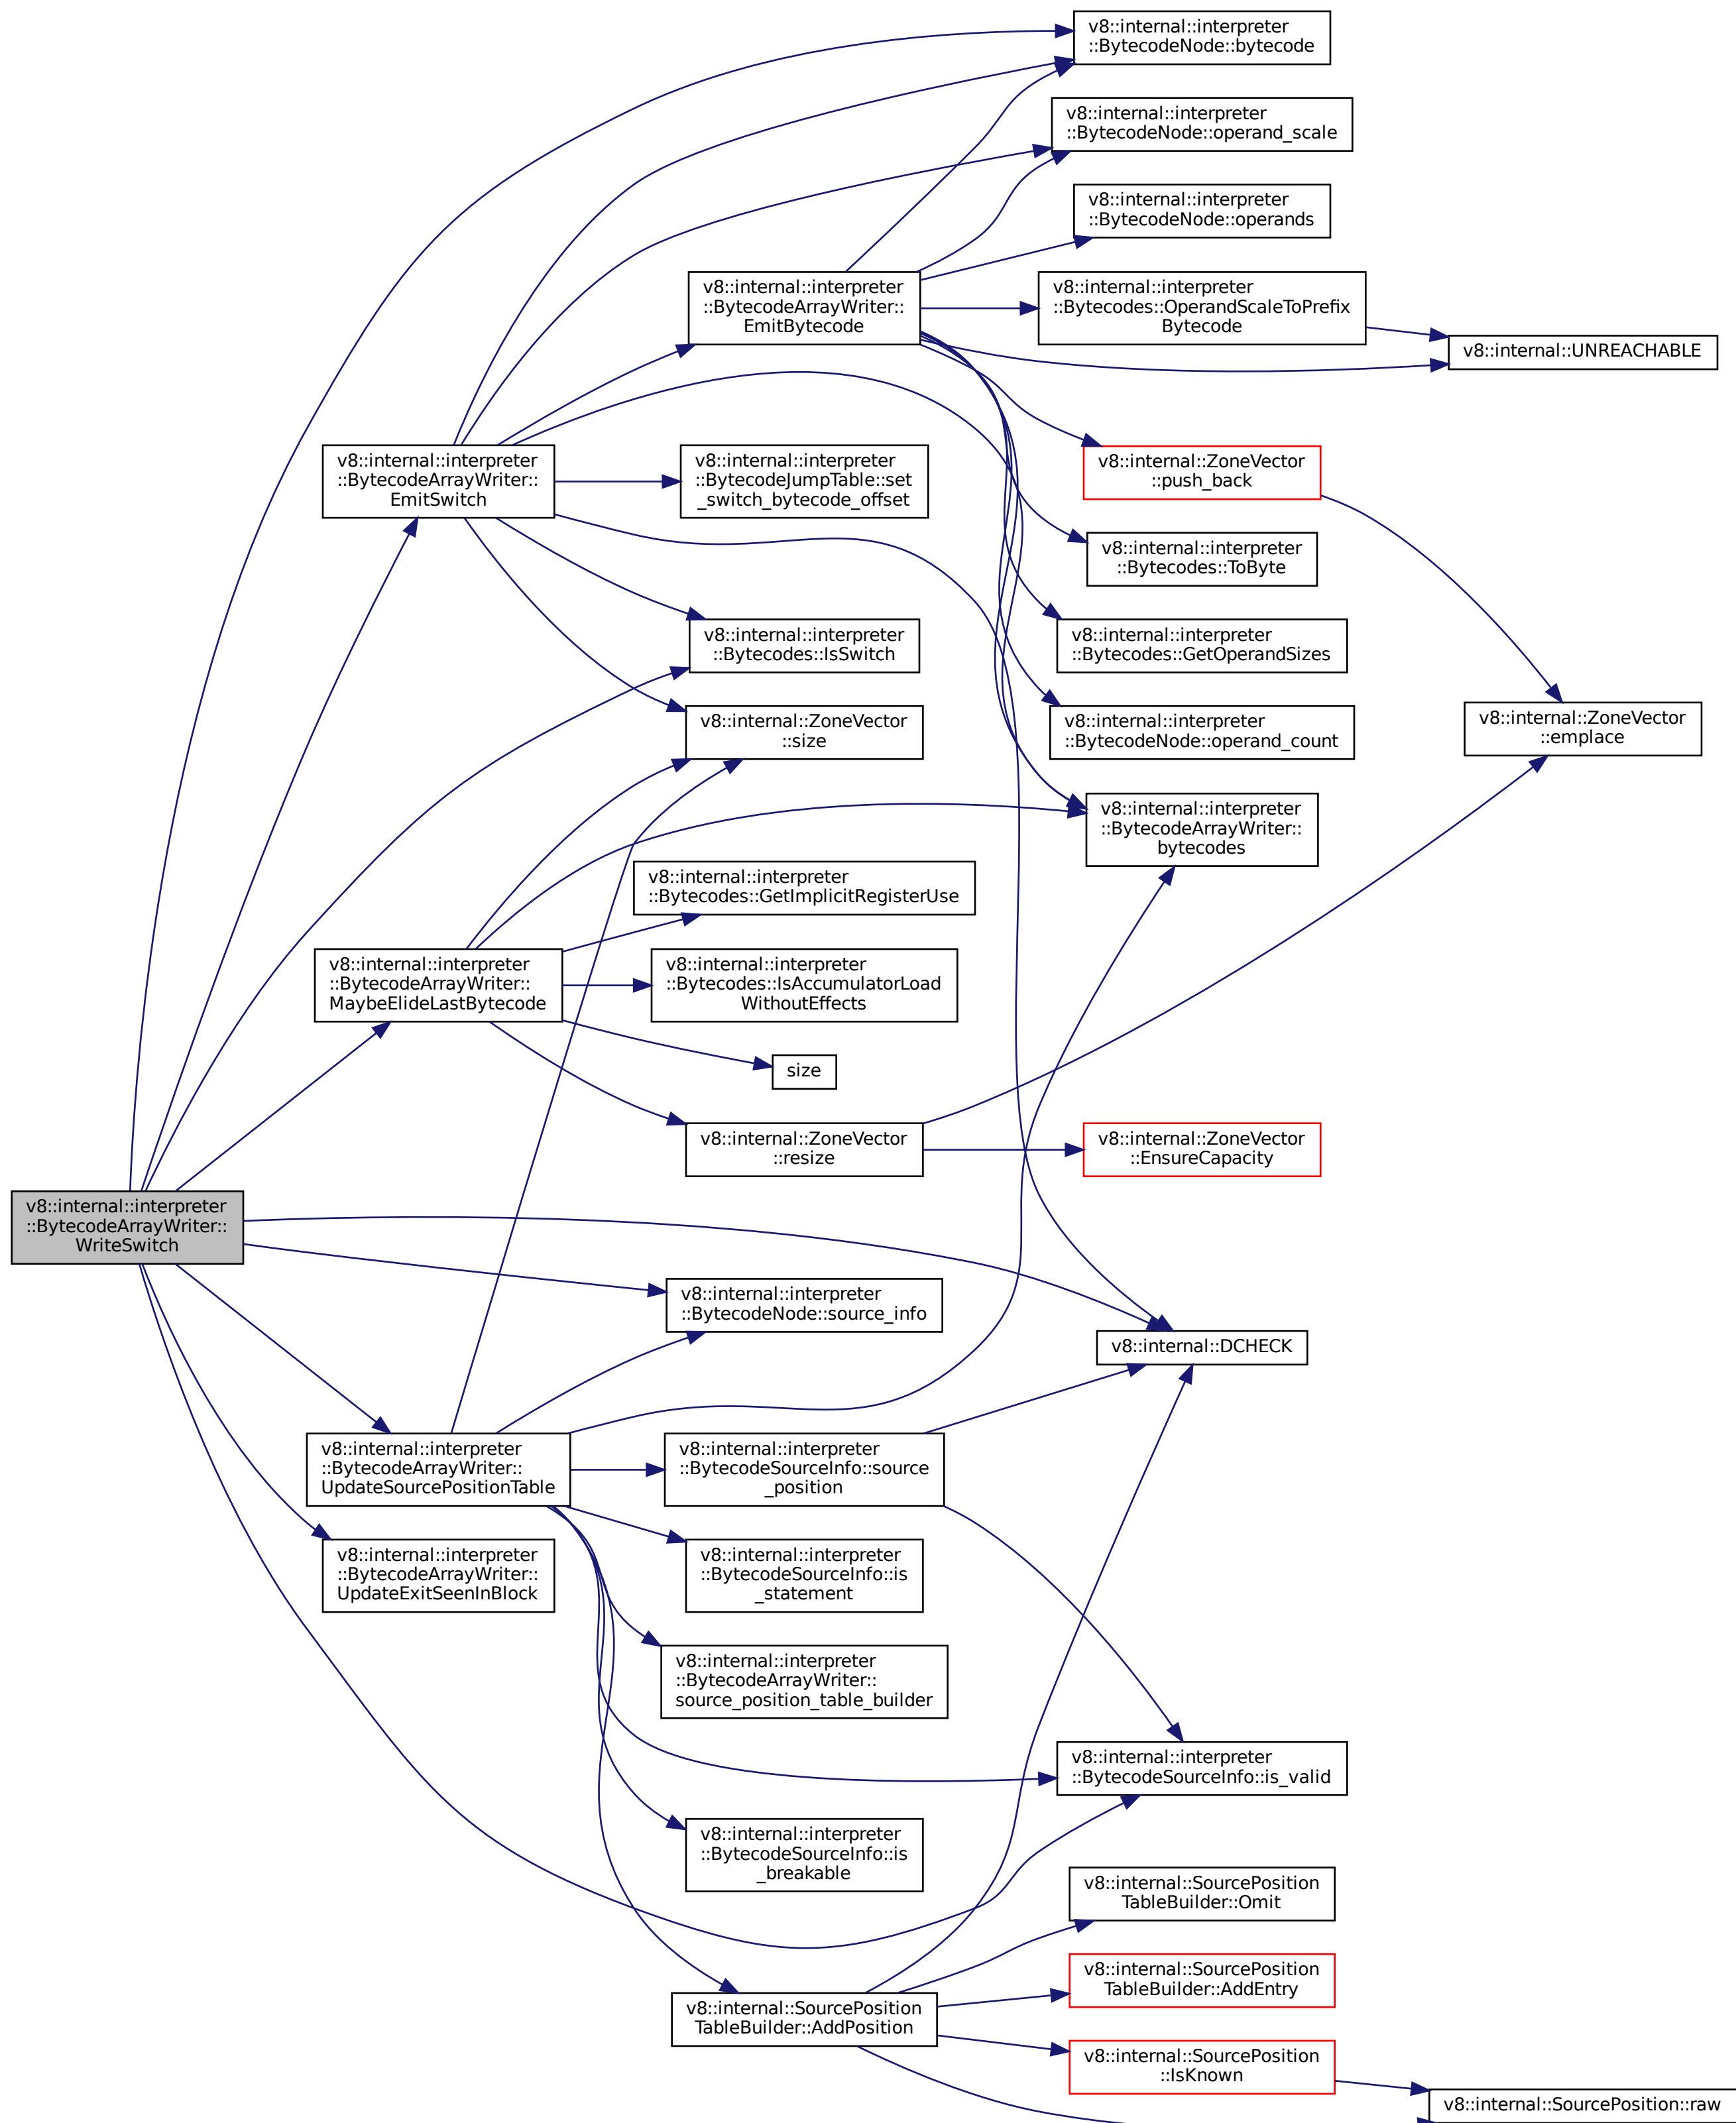 v8::internal::interpreter
::BytecodeNode::bytecode
v8::internal::interpreter
::BytecodeNode::operand_scale
v8::internal::interpreter
::BytecodeNode::operands
v8::internal::interpreter
::BytecodeArrayWriter::
EmitBytecode
v8::internal::interpreter
::Bytecodes::OperandScaleToPrefix
Bytecode
v8::internal::UNREACHABLE
v8::internal::interpreter
::BytecodeArrayWriter::
EmitSwitch
v8::internal::interpreter
::BytecodeJumpTable::set
_switch_bytecode_offset
v8::internal::ZoneVector
::push_back
v8::internal::interpreter
::Bytecodes::ToByte
v8::internal::interpreter
::Bytecodes::IsSwitch
v8::internal::interpreter
::Bytecodes::GetOperandSizes
v8::internal::ZoneVector
::size
v8::internal::interpreter
::BytecodeNode::operand_count
v8::internal::ZoneVector
::emplace
v8::internal::interpreter
::BytecodeArrayWriter::
bytecodes
v8::internal::interpreter
::Bytecodes::GetImplicitRegisterUse
v8::internal::interpreter
::BytecodeArrayWriter::
MaybeElideLastBytecode
v8::internal::interpreter
::Bytecodes::IsAccumulatorLoad
WithoutEffects
size
v8::internal::ZoneVector
::resize
v8::internal::ZoneVector
::EnsureCapacity
v8::internal::interpreter
::BytecodeArrayWriter::
WriteSwitch
v8::internal::interpreter
::BytecodeNode::source_info
v8::internal::DCHECK
v8::internal::interpreter
::BytecodeArrayWriter::
UpdateSourcePositionTable
v8::internal::interpreter
::BytecodeSourceInfo::source
_position
v8::internal::interpreter
::BytecodeArrayWriter::
UpdateExitSeenInBlock
v8::internal::interpreter
::BytecodeSourceInfo::is
_statement
v8::internal::interpreter
::BytecodeArrayWriter::
source_position_table_builder
v8::internal::interpreter
::BytecodeSourceInfo::is_valid
v8::internal::interpreter
::BytecodeSourceInfo::is
_breakable
v8::internal::SourcePosition
TableBuilder::Omit
v8::internal::SourcePosition
TableBuilder::AddEntry
v8::internal::SourcePosition
TableBuilder::AddPosition
v8::internal::SourcePosition
::IsKnown
v8::internal::SourcePosition::raw